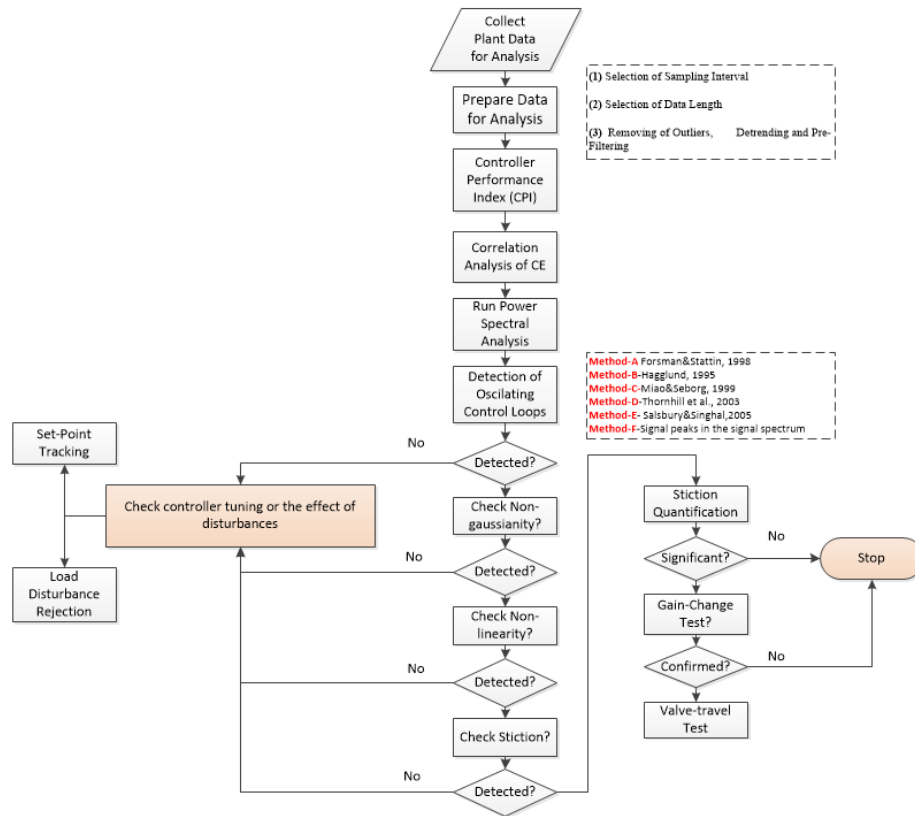 Collect
Plant Data
for Analysis
Prepare Data
for Analysis
(1) Selection of Sampling Interval
(2) Selection of Data Length
(3) Removing of Outliers, Detrending and Pre-
Filtering
Controller
Performance
Index (CPI)
Correlation
Analysis of CE
Run Power
Spectral
Analysis
Detection of
Oscilating
Control Loops
Method-A Forsman&Stattin, 1998
Method-B-Hagglund, 1995
Method-C-Miao&Seborg, 1999
Method-D-Thornhill et al., 2003
Method-E- Salsbury&Singhal,2005
Method-F-Signal peaks in the signal spectrum
Detected?
No
Set-Point
Tracking
Check controller tuning or the effect of
disturbances
Load
Disturbance
Rejection
Check Non-
gaussianity?
Detected?
No
Check Non-
linearity?
Detected?
No
Check Stiction?
Detected?
No
Stiction
Quantification
Significant?
No
Stop
Gain-Change
Test?
Confirmed?
No
Valve-travel
Test